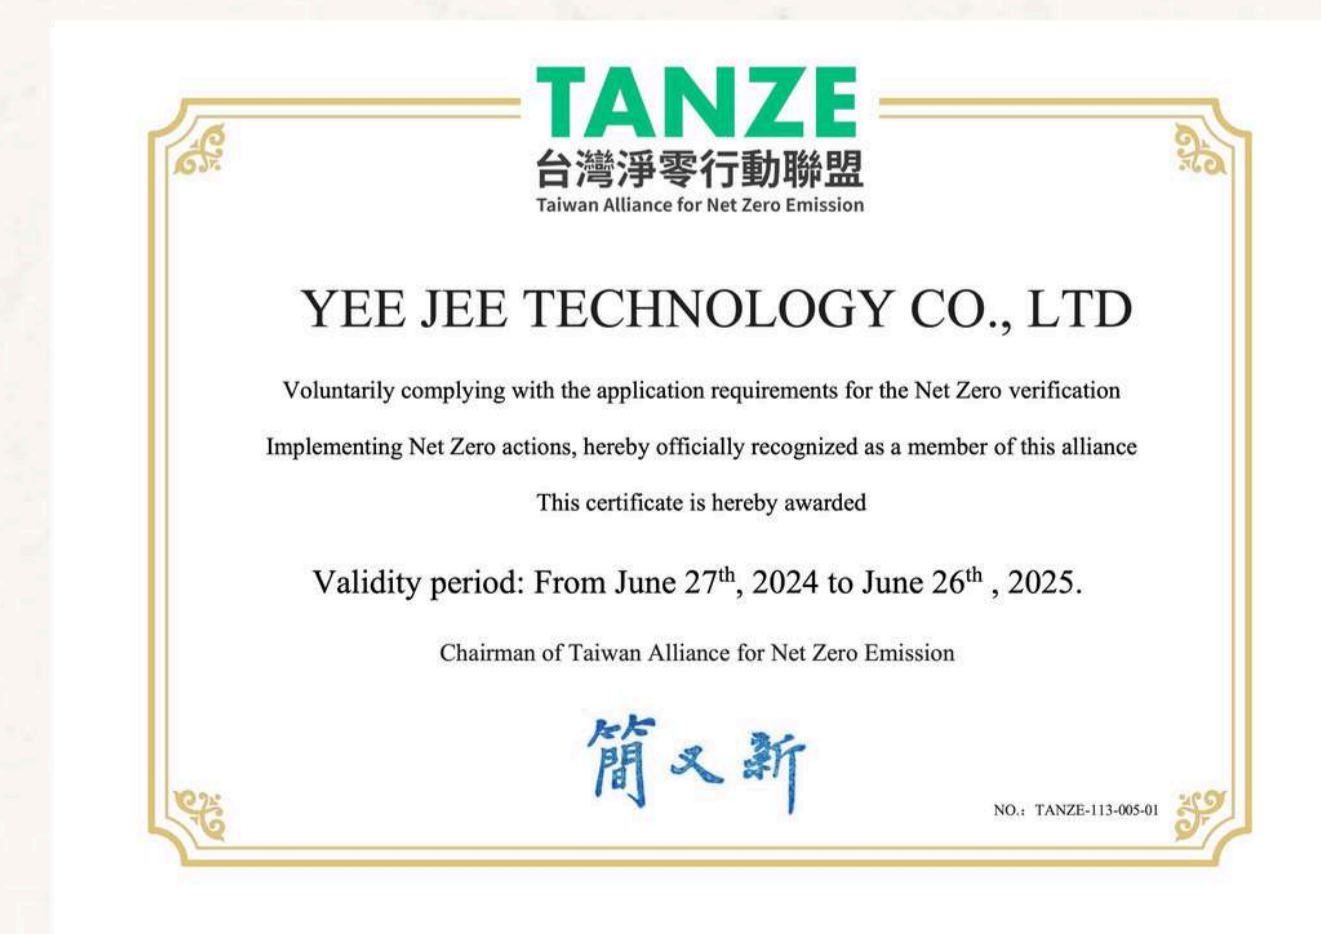 TANZE
台灣淨零行動聯盟
Taiwan Alliance for Net Zero Emission
YEE JEE TECHNOLOGY CO., LTD
Voluntarily complying with the application requirements for the Net Zero verification
Implementing Net Zero actions, hereby officially recognized as a member of this alliance
This certificate is hereby awarded
Validity period: From June 27th, 2024 to June 26th , 2025.
Chairman of Taiwan Alliance for Net Zero Emission
簡又新
NO.：TANZE-113-005-01